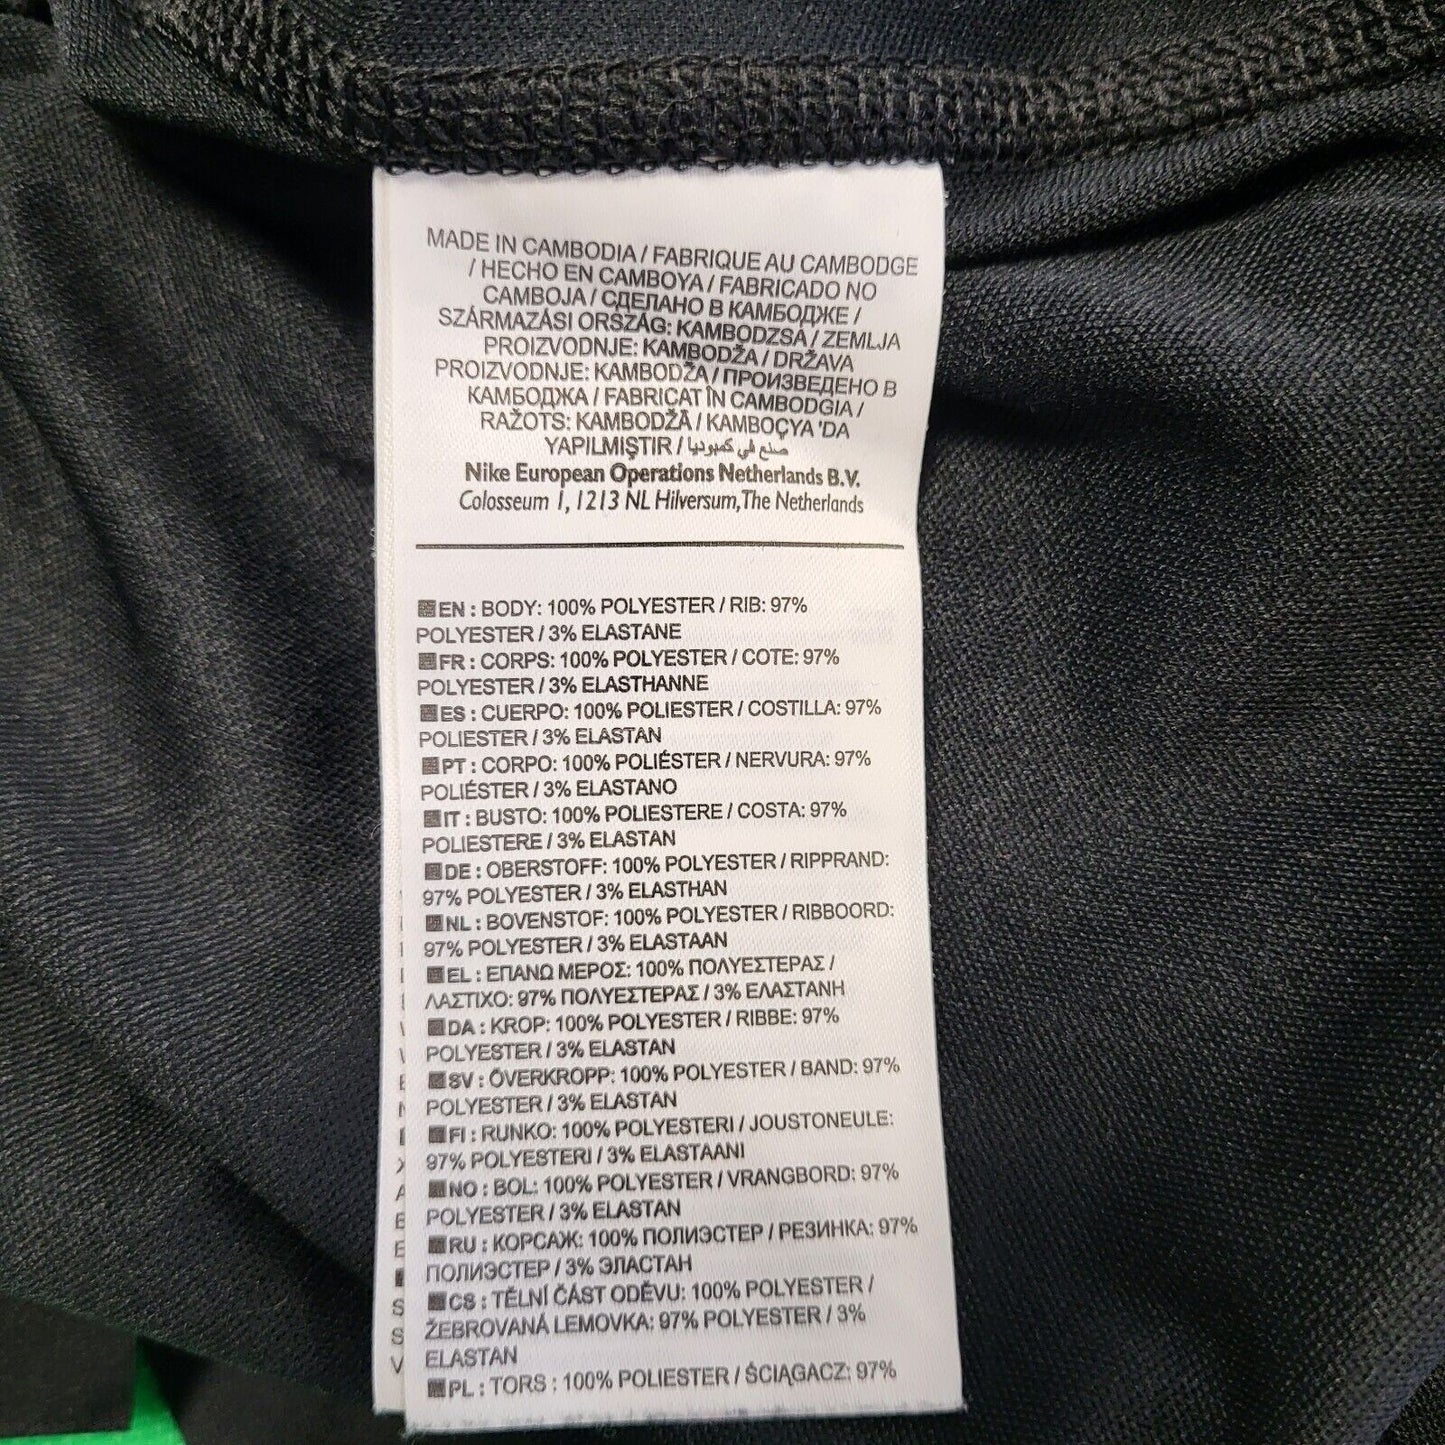 MADE IN CAMBODIA / FABRIQUE AU CAMBODGE
/ HECHO EN CAMBOYA / FABRICADO NO
CAMBOJA / СДЕЛАНО В КАМБОДЖЕ /
SZÁRMAZÁSI ORSZÁG: KAMBODZSA / ZEMLJA
PROIZVODNJE: KAMBODŽA / DRŽAVA
PROIZVODNJE: KAMBODŽA / ПРОИЗВЕДЕНО В
КАМБОДЖА / FABRICAT ÎN CAMBODGIA /
RAŽOTS: KAMBODŽĀ / KAMBOÇYA 'DA
YAPILMIŞTIR / صنع في كمبوديا
Nike European Operations Netherlands B.V.
Colosseum 1, 1213 NL Hilversum, The Netherlands
EN : BODY: 100% POLYESTER / RIB: 97%
POLYESTER / 3% ELASTANE
FR : CORPS: 100% POLYESTER / COTE: 97%
POLYESTER / 3% ELASTHANNE
ES : CUERPO: 100% POLIESTER / COSTILLA: 97%
POLIESTER / 3% ELASTAN
PT : CORPO: 100% POLIÉSTER / NERVURA: 97%
POLIÉSTER / 3% ELASTANO
IT : BUSTO: 100% POLIESTERE / COSTA: 97%
POLIESTERE / 3% ELASTAN
DE : OBERSTOFF: 100% POLYESTER / RIPPRAND:
97% POLYESTER / 3% ELASTHAN
NL : BOVENSTOF: 100% POLYESTER / RIBBOORD:
97% POLYESTER / 3% ELASTAAN
EL : ΕΠΑΝΩ ΜΕΡΟΣ: 100% ΠΟΛΥΕΣΤΕΡΑΣ /
ΛΑΣΤΙΧΟ: 97% ΠΟΛΥΕΣΤΕΡΑΣ / 3% ΕΛΑΣΤΑΝΗ
DA : KROP: 100% POLYESTER / RIBBE: 97%
POLYESTER / 3% ELASTAN
SV : ÖVERKROPP: 100% POLYESTER / BAND: 97%
POLYESTER / 3% ELASTAN
FI : RUNKO: 100% POLYESTERI / JOUSTONEULE:
97% POLYESTERI / 3% ELASTAANI
NO : BOL: 100% POLYESTER / VRANGBORD: 97%
POLYESTER / 3% ELASTAN
RU : КОРСАЖ: 100% ПОЛИЭСТЕР / РЕЗИНКА: 97%
ПОЛИЭСТЕР / 3% ЭЛАСТАН
CS : TĚLNÍ ČÁST ODĚVU: 100% POLYESTER /
ŽEBROVANÁ LEMOVKA: 97% POLYESTER / 3%
ELASTAN
PL : TORS : 100% POLIESTER / ŚCIĄGACZ: 97%